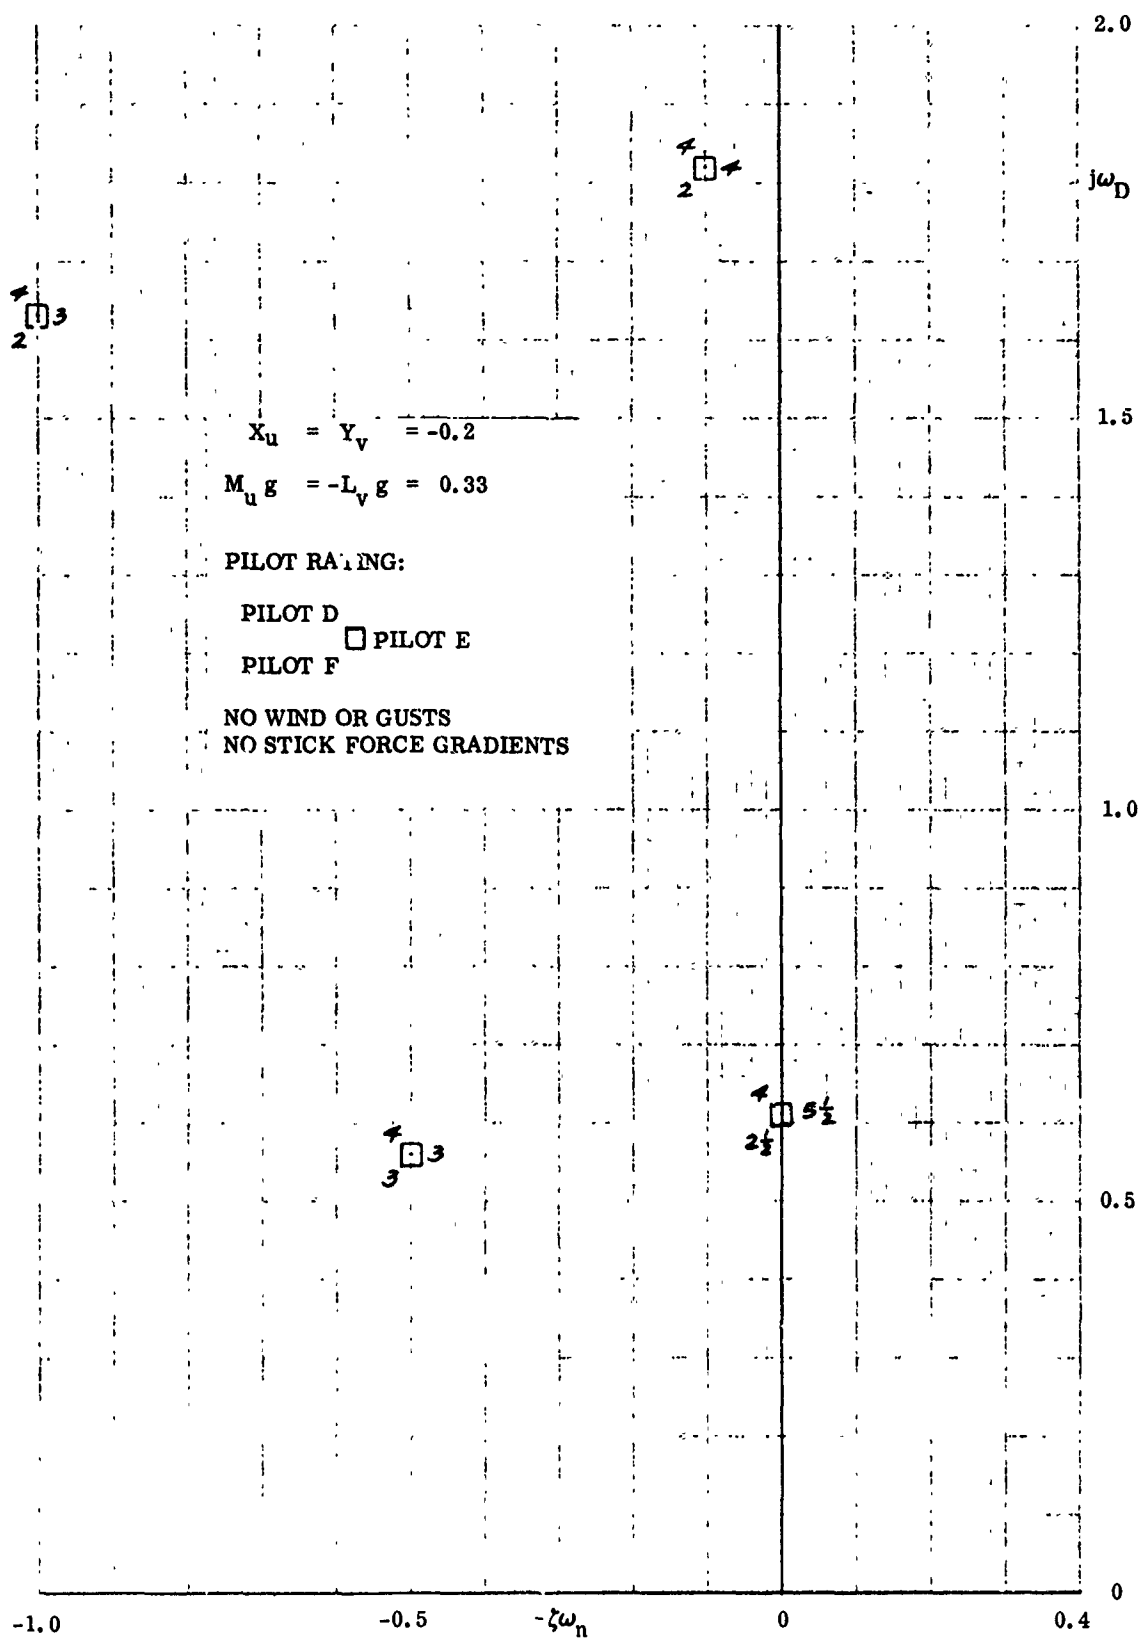 2.0
4
□ 4
2
jω_D
4
□ 3
2
1.5
X_u = Y_v = -0.2
M_u g = -L_v g = 0.33
PILOT RATING:
PILOT D
□ PILOT E
PILOT F
NO WIND OR GUSTS
NO STICK FORCE GRADIENTS
1.0
4
□ 5½
2½
4
□ 3
3
0.5
0
-1.0 -0.5 -ζω_n 0 0.4